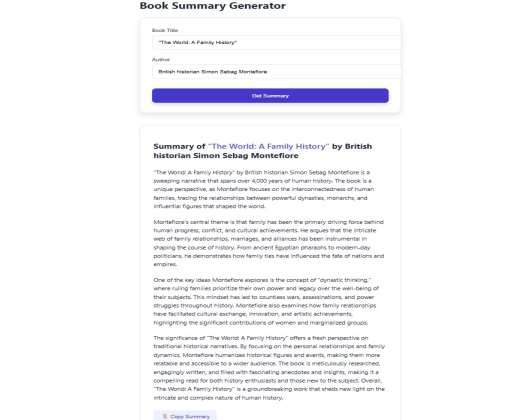 Book Summary Generator
Book Title
"The World: A Family History"
Author
British historian Simon Sebag Montefiore
Get Summary
Summary of "The World: A Family History" by British
historian Simon Sebag Montefiore
"The World: A Family History" by British historian Simon Sebag Montefiore is a
sweeping narrative that spans over 4,000 years of human history. The book is a
unique perspective, as Montefiore focuses on the interconnectedness of human
families, tracing the relationships between powerful dynasties, monarchs, and
influential figures that shaped the world.
Montefiore's central theme is that family has been the primary driving force behind
human progress, conflict, and cultural achievements. He argues that the intricate
web of family relationships, marriages, and alliances has been instrumental in
shaping the course of history. From ancient Egyptian pharaohs to modern-day
politicians, he demonstrates how family ties have influenced the fate of nations and
empires.
One of the key ideas Montefiore explores is the concept of "dynastic thinking,"
where ruling families prioritize their own power and legacy over the well-being of
their subjects. This mindset has led to countless wars, assassinations, and power
struggles throughout history. Montefiore also examines how family relationships
have facilitated cultural exchange, innovation, and artistic achievements,
highlighting the significant contributions of women and marginalized groups.
The significance of "The World: A Family History" offers a fresh perspective on
traditional historical narratives. By focusing on the personal relationships and family
dynamics, Montefiore humanizes historical figures and events, making them more
relatable and accessible to a wider audience. The book is meticulously researched,
engagingly written, and filled with fascinating anecdotes and insights, making it a
compelling read for both history enthusiasts and those new to the subject. Overall,
"The World: A Family History" is a groundbreaking work that sheds new light on the
intricate and complex nature of human history.
Copy Summary